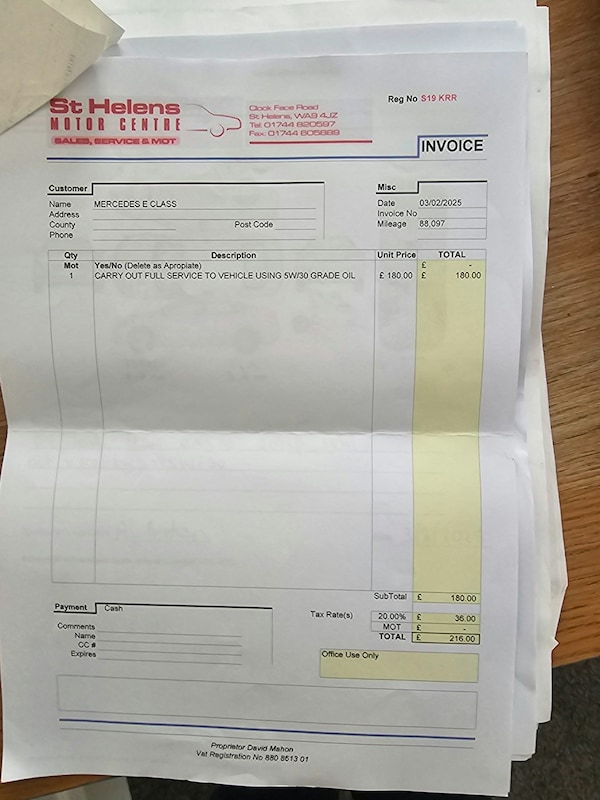 Reg No S19 KRR
St Helens
MOTOR CENTRE
SALES, SERVICE & MOT
Clock Face Road
St Helens, WA9 4JZ
Tel: 01744 820597
Fax: 01744 605889
INVOICE
Customer
Name MERCEDES E CLASS
Address
County Post Code
Phone
Misc
Date 03/02/2025
Invoice No
Mileage 88,097
Qty Description Unit Price TOTAL
Mot Yes/No (Delete as Apropiate) £ -
1 CARRY OUT FULL SERVICE TO VEHICLE USING 5W/30 GRADE OIL £ 180.00 £ 180.00
SubTotal £ 180.00
Payment Cash
Comments
Name
CC #
Expires
Tax Rate(s) 20.00% £ 36.00
MOT £ -
TOTAL £ 216.00
Office Use Only
Proprietor David Mahon
Vat Registration No 880 8513 01